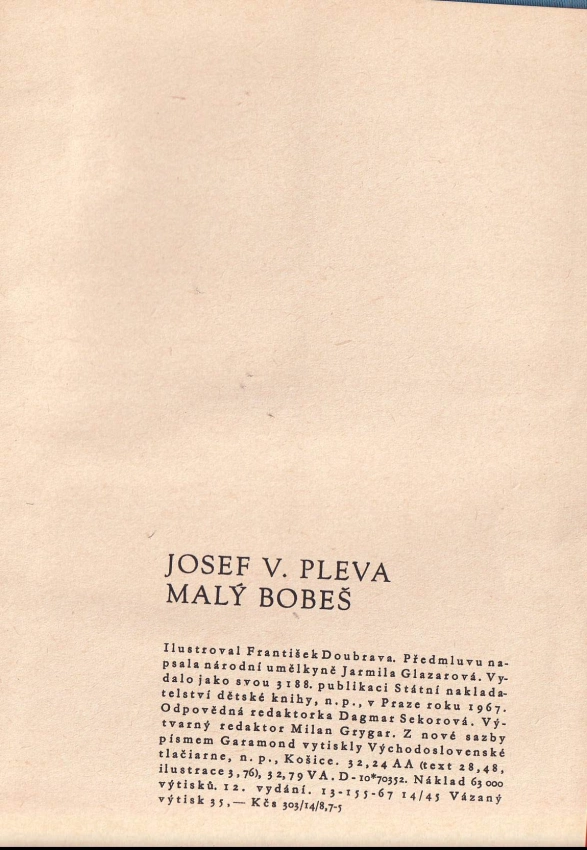 JOSEF V. PLEVA
MALÝ BOBEŠ
Ilustroval František Doubrava. Předmluvu na-
psala národní umělkyně Jarmila Glazarová. Vy-
dalo jako svou 3188. publikaci Státní naklada-
telství dětské knihy, n. p., v Praze roku 1967.
Odpovědná redaktorka Dagmar Sekorová. Vý-
tvarný redaktor Milan Grygar. Z nové sazby
písmem Garamond vytiskly Východoslovenské
tlačiarne, n. p., Košice. 32,24 AA (text 28,48,
ilustrace 3,76), 32,79 VA. D-10*70352. Náklad 63 000
výtisků. 12. vydání. 13-155-67 14/45 Vázaný
výtisk 35,— Kčs 303/14/8,7-5